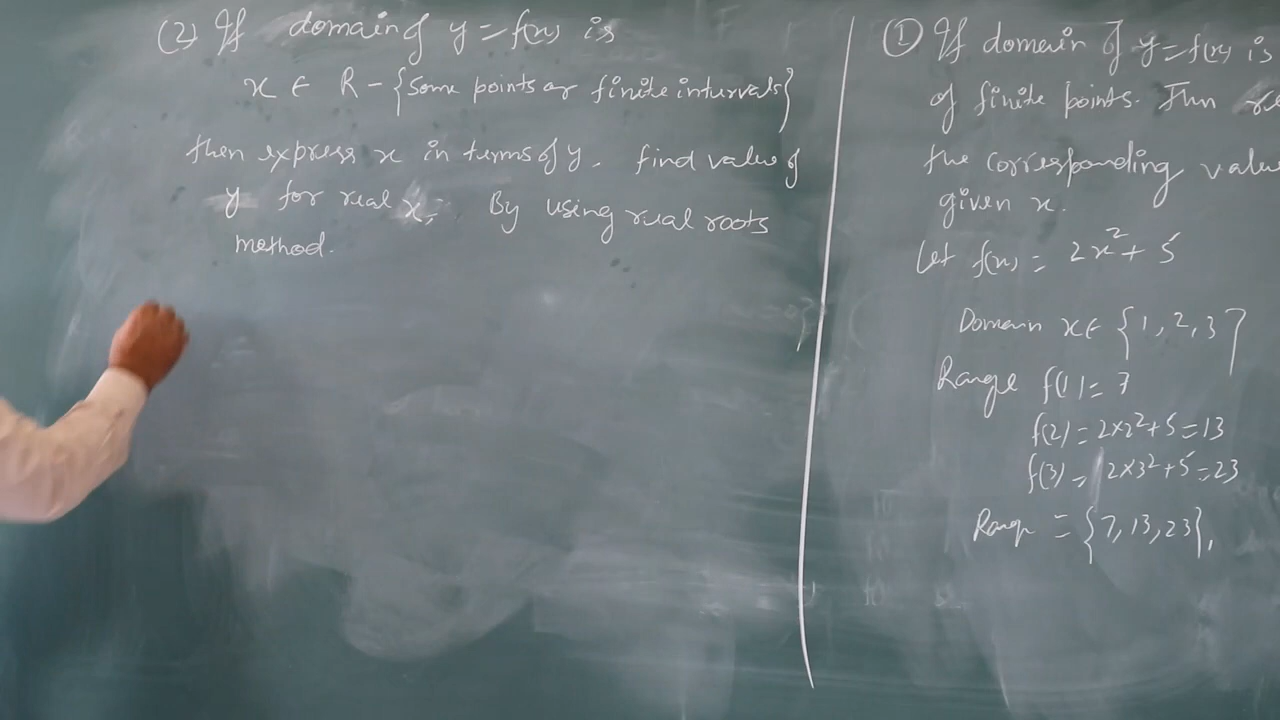 (2) If domain of y = f(x) is
x ∈ R - {Some points or finite intervals}
then express x in terms of y. find value of
y for real x. By using real roots
method.
① If domain of y = f(x) is
of finite points. Then
the corresponding value
given x.
Let f(x) = 2x² + 5
Domain x ∈ {1, 2, 3}
Range f(1) = 7
f(2) = 2×2² + 5 = 13
f(3) = 2×3² + 5 = 23
Range = {7, 13, 23},